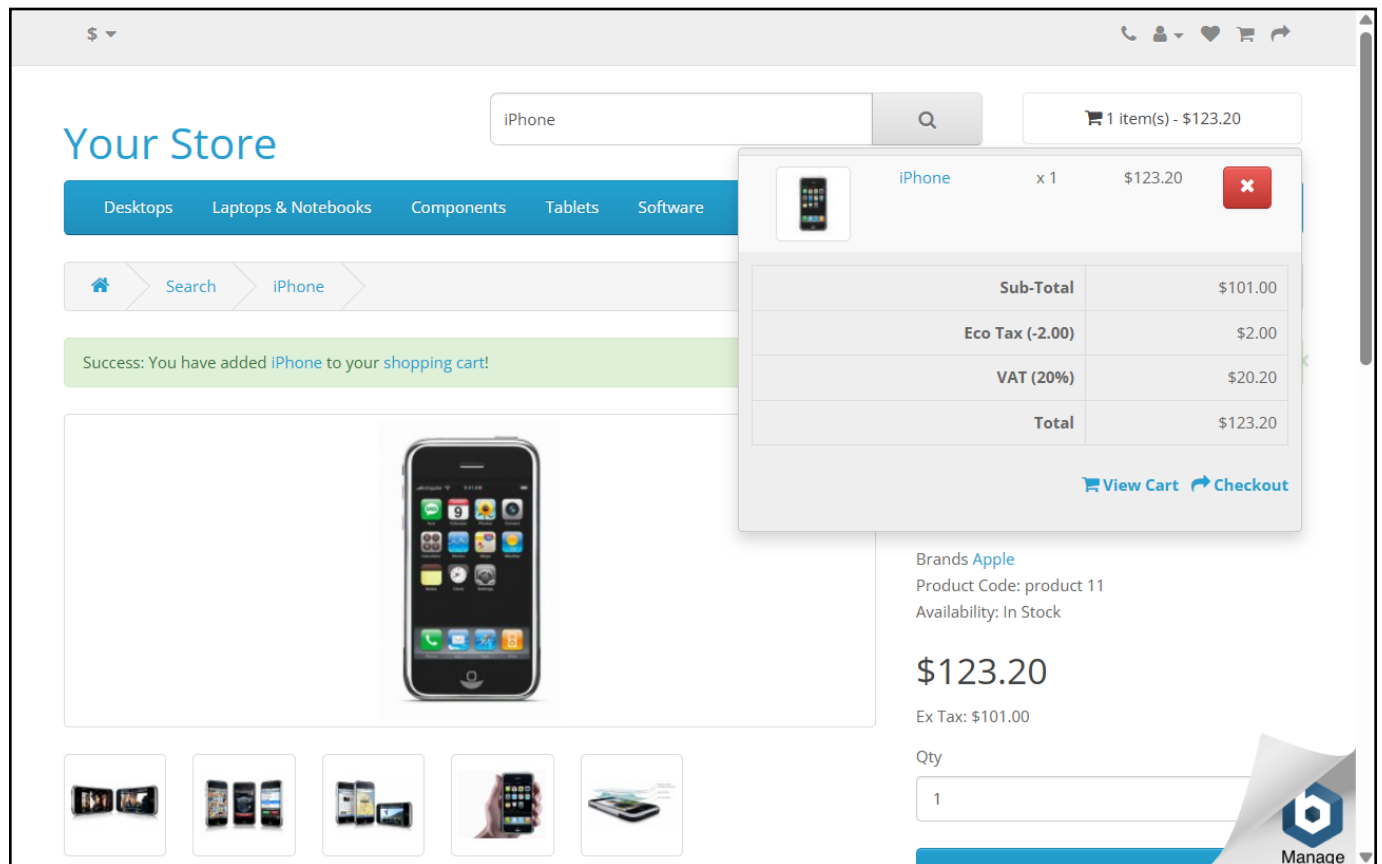 $
Your Store
iPhone
1 item(s) - $123.20
Desktops Laptops & Notebooks Components Tablets Software
iPhone x 1 $123.20
Sub-Total $101.00
Eco Tax (-2.00) $2.00
VAT (20%) $20.20
Total $123.20
View Cart Checkout
Search iPhone
Success: You have added iPhone to your shopping cart!
Brands Apple
Product Code: product 11
Availability: In Stock
$123.20
Ex Tax: $101.00
Qty
1
Manage